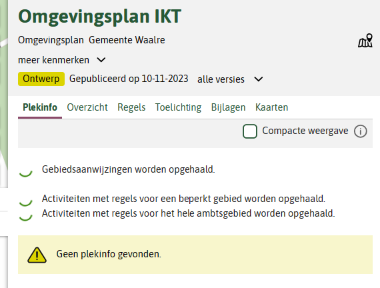 Omgevingsplan IKT
Omgevingsplan Gemeente Waalre
meer kenmerken
Ontwerp Gepubliceerd op 10-11-2023 alle versies
Plekinfo Overzicht Regels Toelichting Bijlagen Kaarten
Compacte weergave
Gebiedsaanwijzingen worden opgehaald.
Activiteiten met regels voor een beperkt gebied worden opgehaald.
Activiteiten met regels voor het hele ambtsgebied worden opgehaald.
Geen plekinfo gevonden.